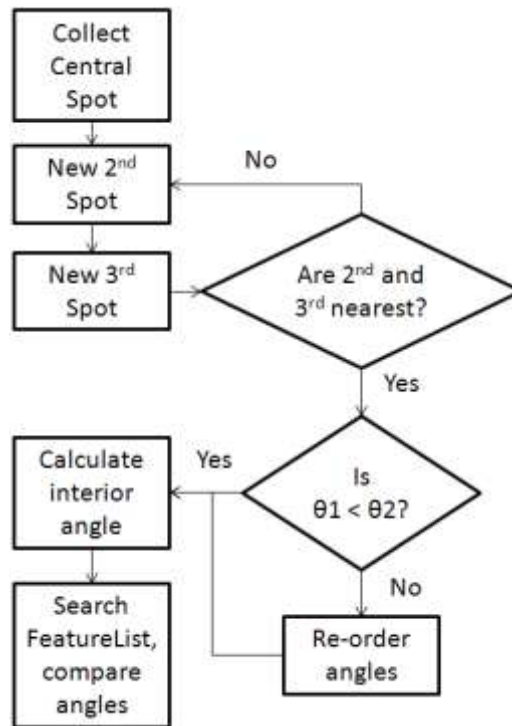 Collect
Central
Spot
New 2nd
Spot
No
New 3rd
Spot
Are 2nd and
3rd nearest?
Yes
Is
θ1 < θ2?
Yes
Calculate
interior
angle
No
Re-order
angles
Search
FeatureList,
compare
angles